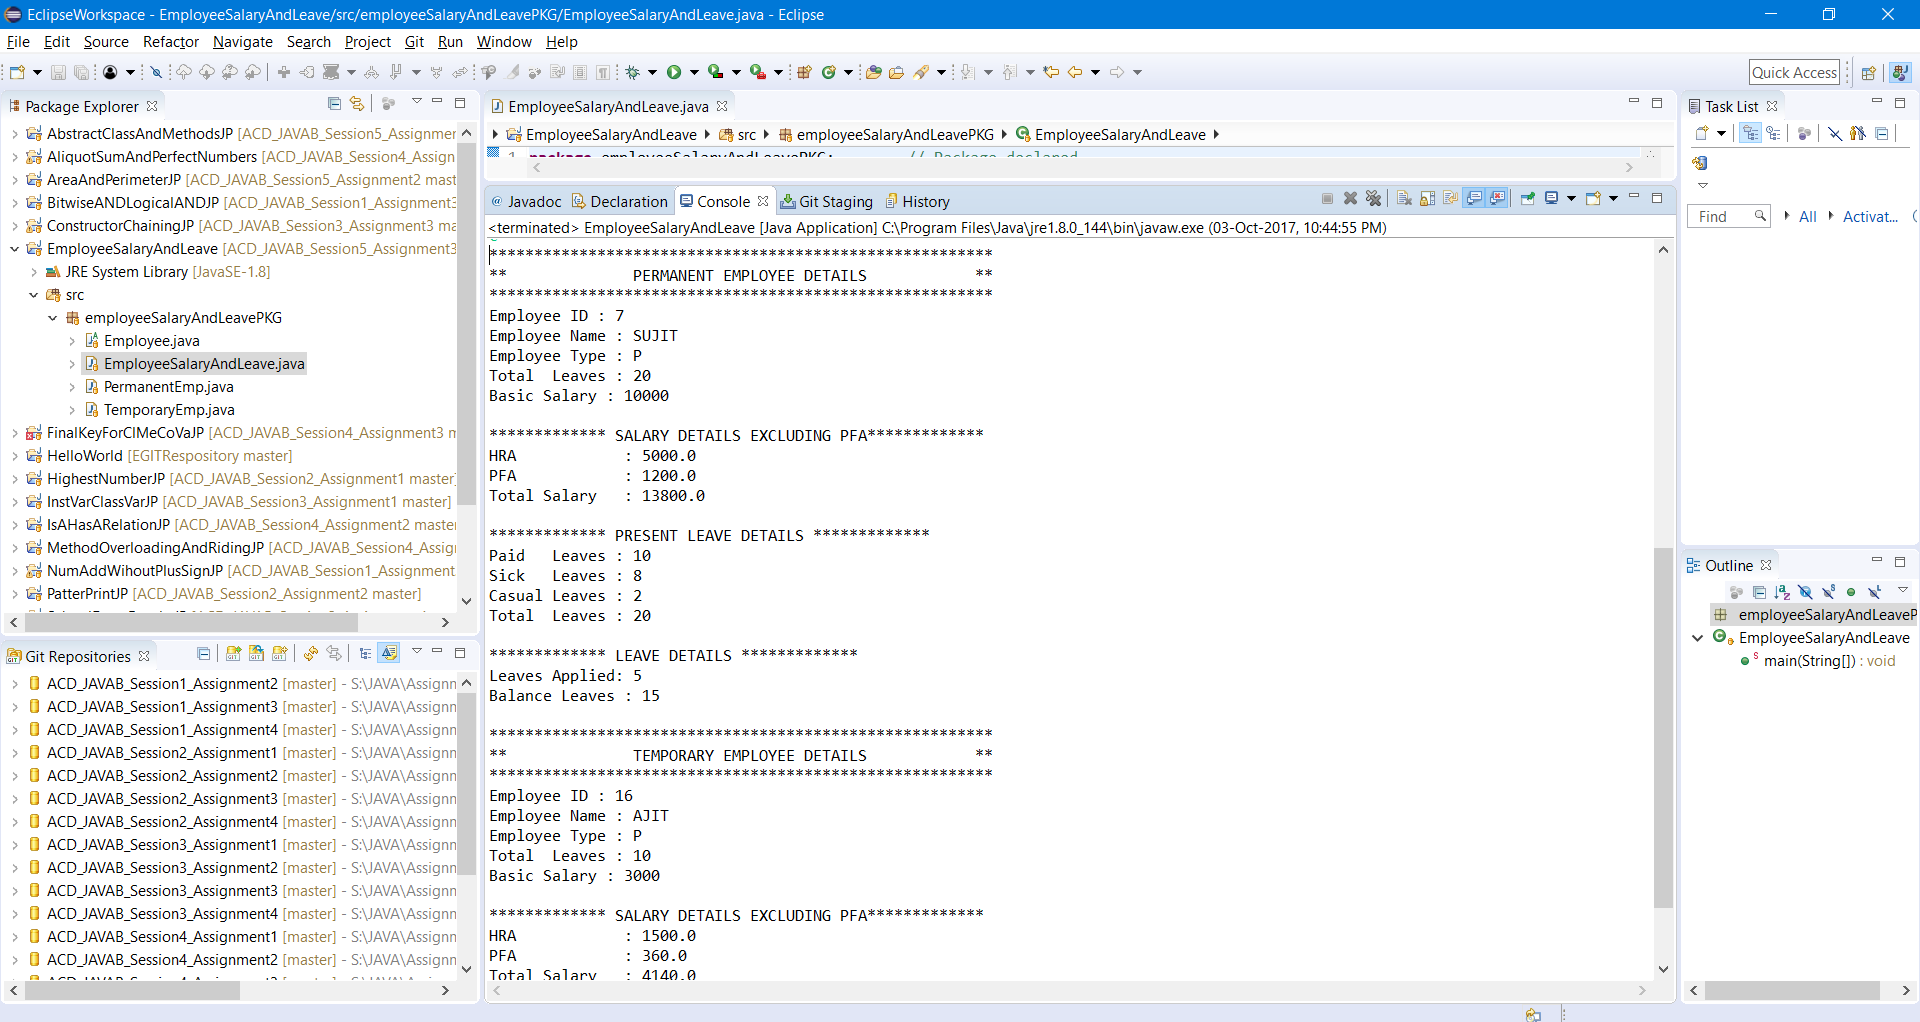 EclipseWorkspace - EmployeeSalaryAndLeave/src/employeeSalaryAndLeavePKG/EmployeeSalaryAndLeave.java - Eclipse
File Edit Source Refactor Navigate Search Project Git Run Window Help
Quick Access
Package Explorer
AbstractClassAndMethodsJP [ACD_JAVAB_Session5_Assignmer
AliquotSumAndPerfectNumbers [ACD_JAVAB_Session4_Assign
AreaAndPerimeterJP [ACD_JAVAB_Session5_Assignment2 mast
BitwiseANDLogicalANDJP [ACD_JAVAB_Session1_Assignment3
ConstructorChainingJP [ACD_JAVAB_Session3_Assignment3 ma
EmployeeSalaryAndLeave [ACD_JAVAB_Session5_Assignment3
JRE System Library [JavaSE-1.8]
src
employeeSalaryAndLeavePKG
Employee.java
EmployeeSalaryAndLeave.java
PermanentEmp.java
TemporaryEmp.java
FinalKeyForClMeCoVaJP [ACD_JAVAB_Session4_Assignment3 m
HelloWorld [EGITRespository master]
HighestNumberJP [ACD_JAVAB_Session2_Assignment1 master]
InstVarClassVarJP [ACD_JAVAB_Session3_Assignment1 master]
IsAHasARelationJP [ACD_JAVAB_Session4_Assignment2 master
MethodOverloadingAndRidingJP [ACD_JAVAB_Session4_Assig
NumAddWihoutPlusSignJP [ACD_JAVAB_Session1_Assignment
PatterPrintJP [ACD_JAVAB_Session2_Assignment2 master]
Git Repositories
ACD_JAVAB_Session1_Assignment2 [master] - S:\JAVA\Assignn
ACD_JAVAB_Session1_Assignment3 [master] - S:\JAVA\Assignn
ACD_JAVAB_Session1_Assignment4 [master] - S:\JAVA\Assignn
ACD_JAVAB_Session2_Assignment1 [master] - S:\JAVA\Assignn
ACD_JAVAB_Session2_Assignment2 [master] - S:\JAVA\Assignn
ACD_JAVAB_Session2_Assignment3 [master] - S:\JAVA\Assignn
ACD_JAVAB_Session2_Assignment4 [master] - S:\JAVA\Assignn
ACD_JAVAB_Session3_Assignment1 [master] - S:\JAVA\Assignn
ACD_JAVAB_Session3_Assignment2 [master] - S:\JAVA\Assignn
ACD_JAVAB_Session3_Assignment3 [master] - S:\JAVA\Assignn
ACD_JAVAB_Session3_Assignment4 [master] - S:\JAVA\Assignn
ACD_JAVAB_Session4_Assignment1 [master] - S:\JAVA\Assignn
ACD_JAVAB_Session4_Assignment2 [master] - S:\JAVA\Assignn
EmployeeSalaryAndLeave.java
EmployeeSalaryAndLeave src employeeSalaryAndLeavePKG EmployeeSalaryAndLeave
1 package employeeSalaryAndLeavePKG; // Package declared
Javadoc Declaration Console Git Staging History
<terminated> EmployeeSalaryAndLeave [Java Application] C:\Program Files\Java\jre1.8.0_144\bin\javaw.exe (03-Oct-2017, 10:44:55 PM)
********************************************************
** PERMANENT EMPLOYEE DETAILS **
********************************************************
Employee ID : 7
Employee Name : SUJIT
Employee Type : P
Total Leaves : 20
Basic Salary : 10000
************* SALARY DETAILS EXCLUDING PFA*************
HRA : 5000.0
PFA : 1200.0
Total Salary : 13800.0
************* PRESENT LEAVE DETAILS *************
Paid Leaves : 10
Sick Leaves : 8
Casual Leaves : 2
Total Leaves : 20
************* LEAVE DETAILS *************
Leaves Applied: 5
Balance Leaves : 15
********************************************************
** TEMPORARY EMPLOYEE DETAILS **
********************************************************
Employee ID : 16
Employee Name : AJIT
Employee Type : P
Total Leaves : 10
Basic Salary : 3000
************* SALARY DETAILS EXCLUDING PFA*************
HRA : 1500.0
PFA : 360.0
Total Salary : 4140.0
Task List
Find All Activat...
Outline
employeeSalaryAndLeaveP
EmployeeSalaryAndLeave
main(String[]) : void